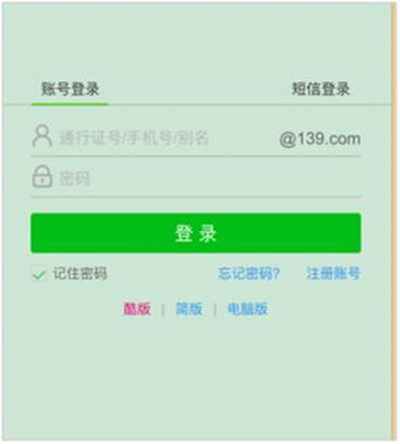 账号登录 短信登录
通行证号/手机号/别名 @139.com
密码
登 录
记住密码 忘记密码? 注册账号
酷版 | 简版 | 电脑版